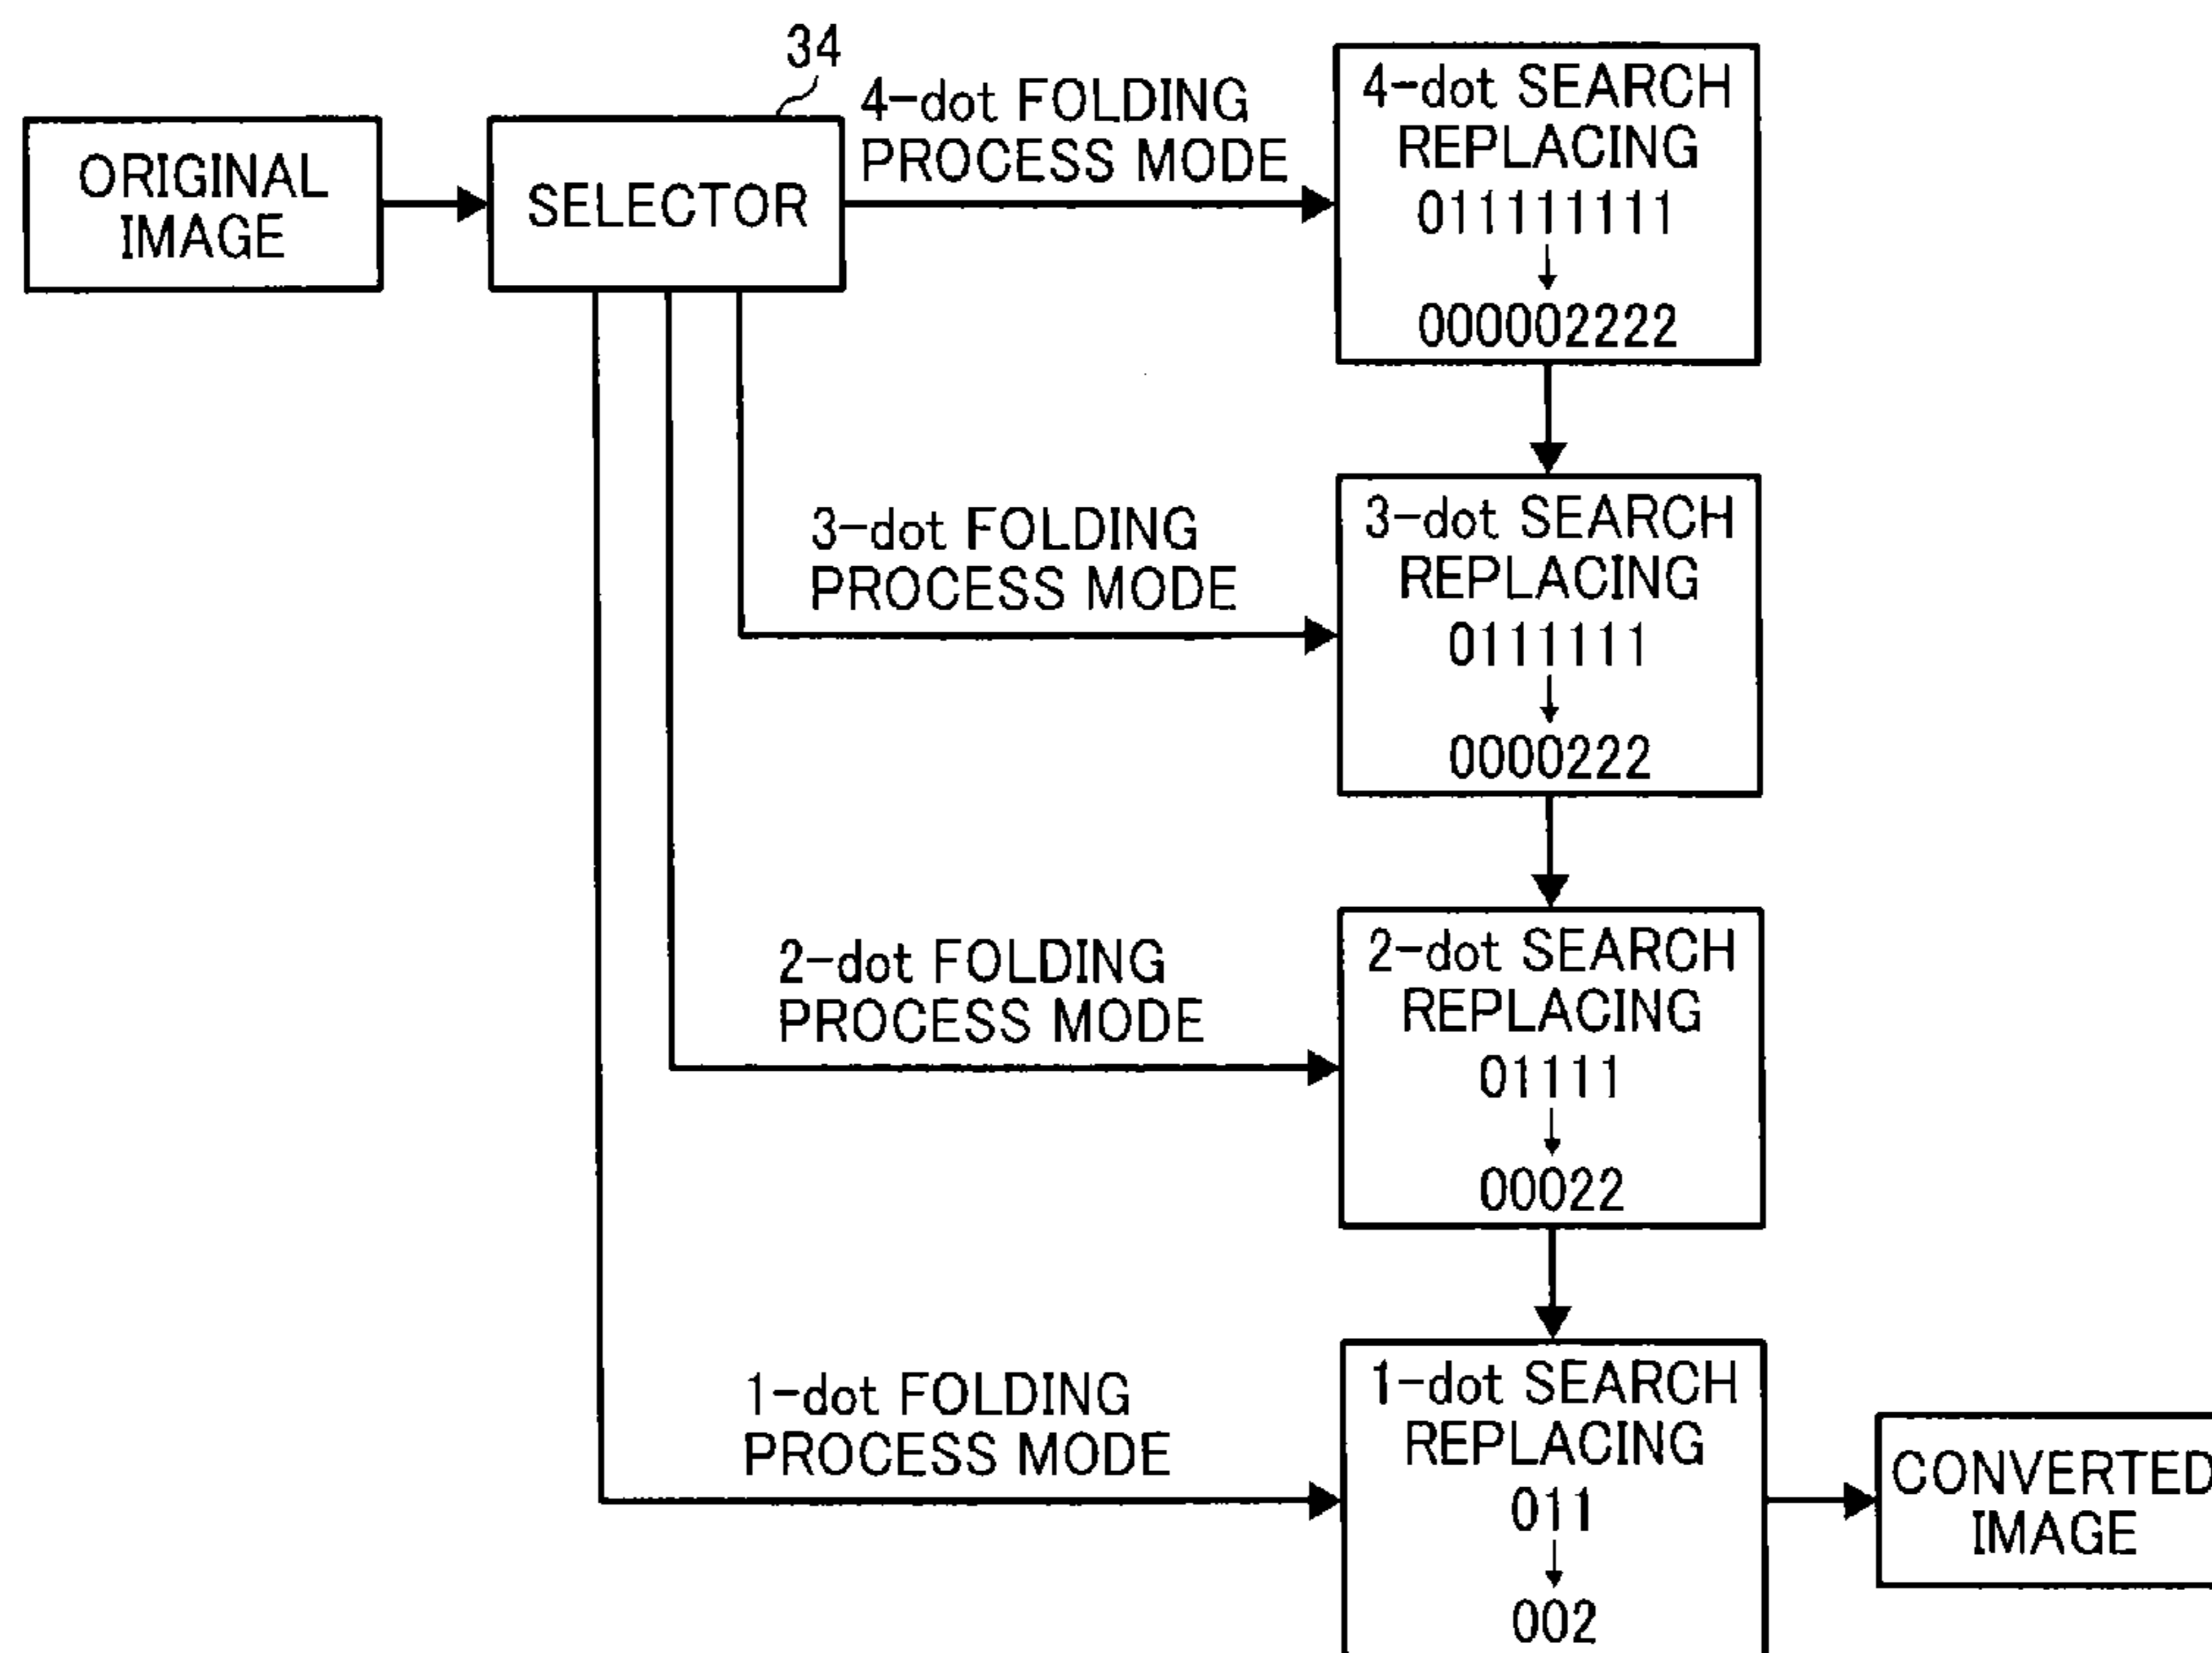 34
ORIGINAL
IMAGE
SELECTOR
4-dot FOLDING
PROCESS MODE
4-dot SEARCH
REPLACING
011111111
000002222
3-dot FOLDING
PROCESS MODE
3-dot SEARCH
REPLACING
0111111
0000222
2-dot FOLDING
PROCESS MODE
2-dot SEARCH
REPLACING
01111
00022
1-dot FOLDING
PROCESS MODE
1-dot SEARCH
REPLACING
011
002
CONVERTED
IMAGE